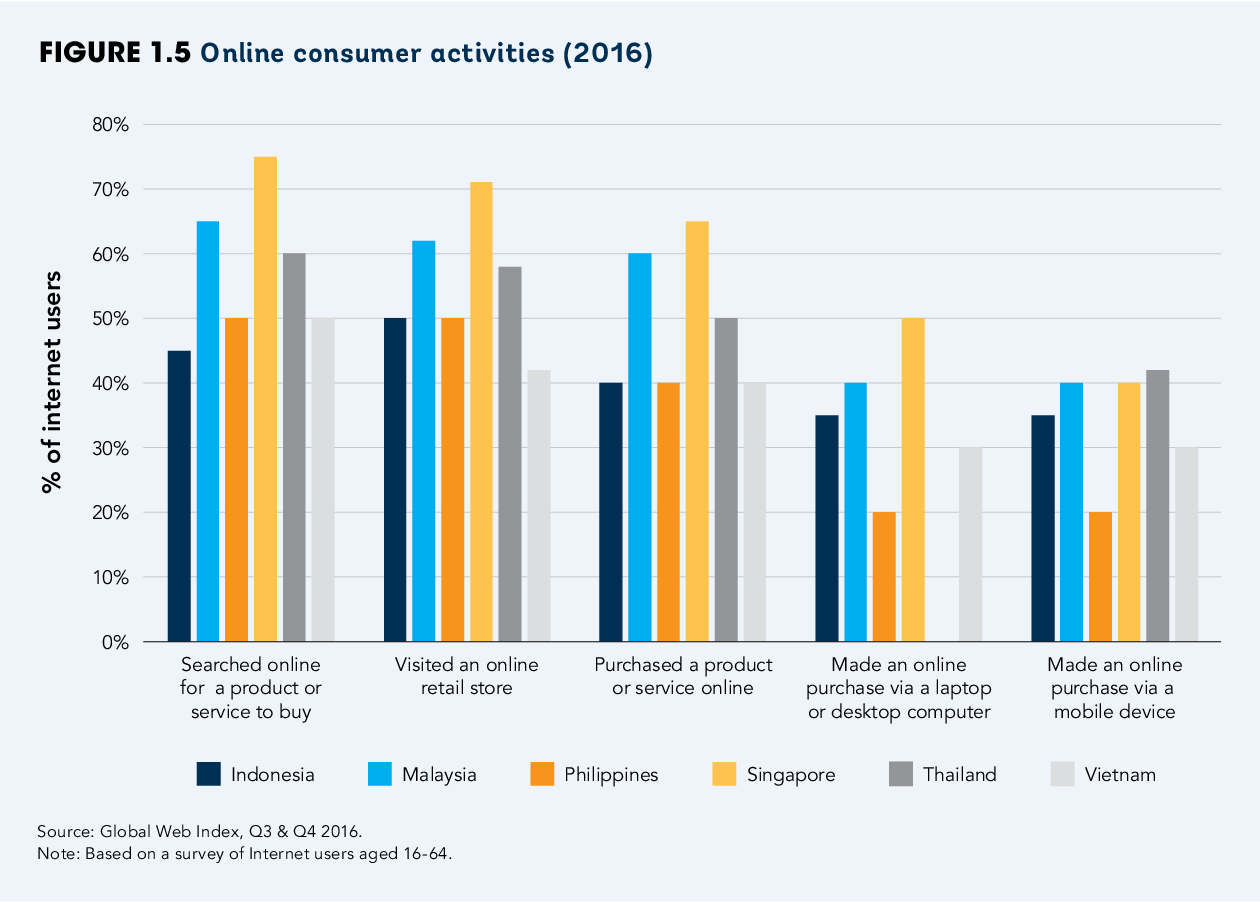 FIGURE 1.5 Online consumer activities (2016)
% of internet users
80%
70%
60%
50%
40%
30%
20%
10%
0%
Searched online
for a product or
service to buy
Visited an online
retail store
Purchased a product
or service online
Made an online
purchase via a laptop
or desktop computer
Made an online
purchase via a
mobile device
Indonesia Malaysia Philippines Singapore Thailand Vietnam
Source: Global Web Index, Q3 & Q4 2016.
Note: Based on a survey of Internet users aged 16-64.